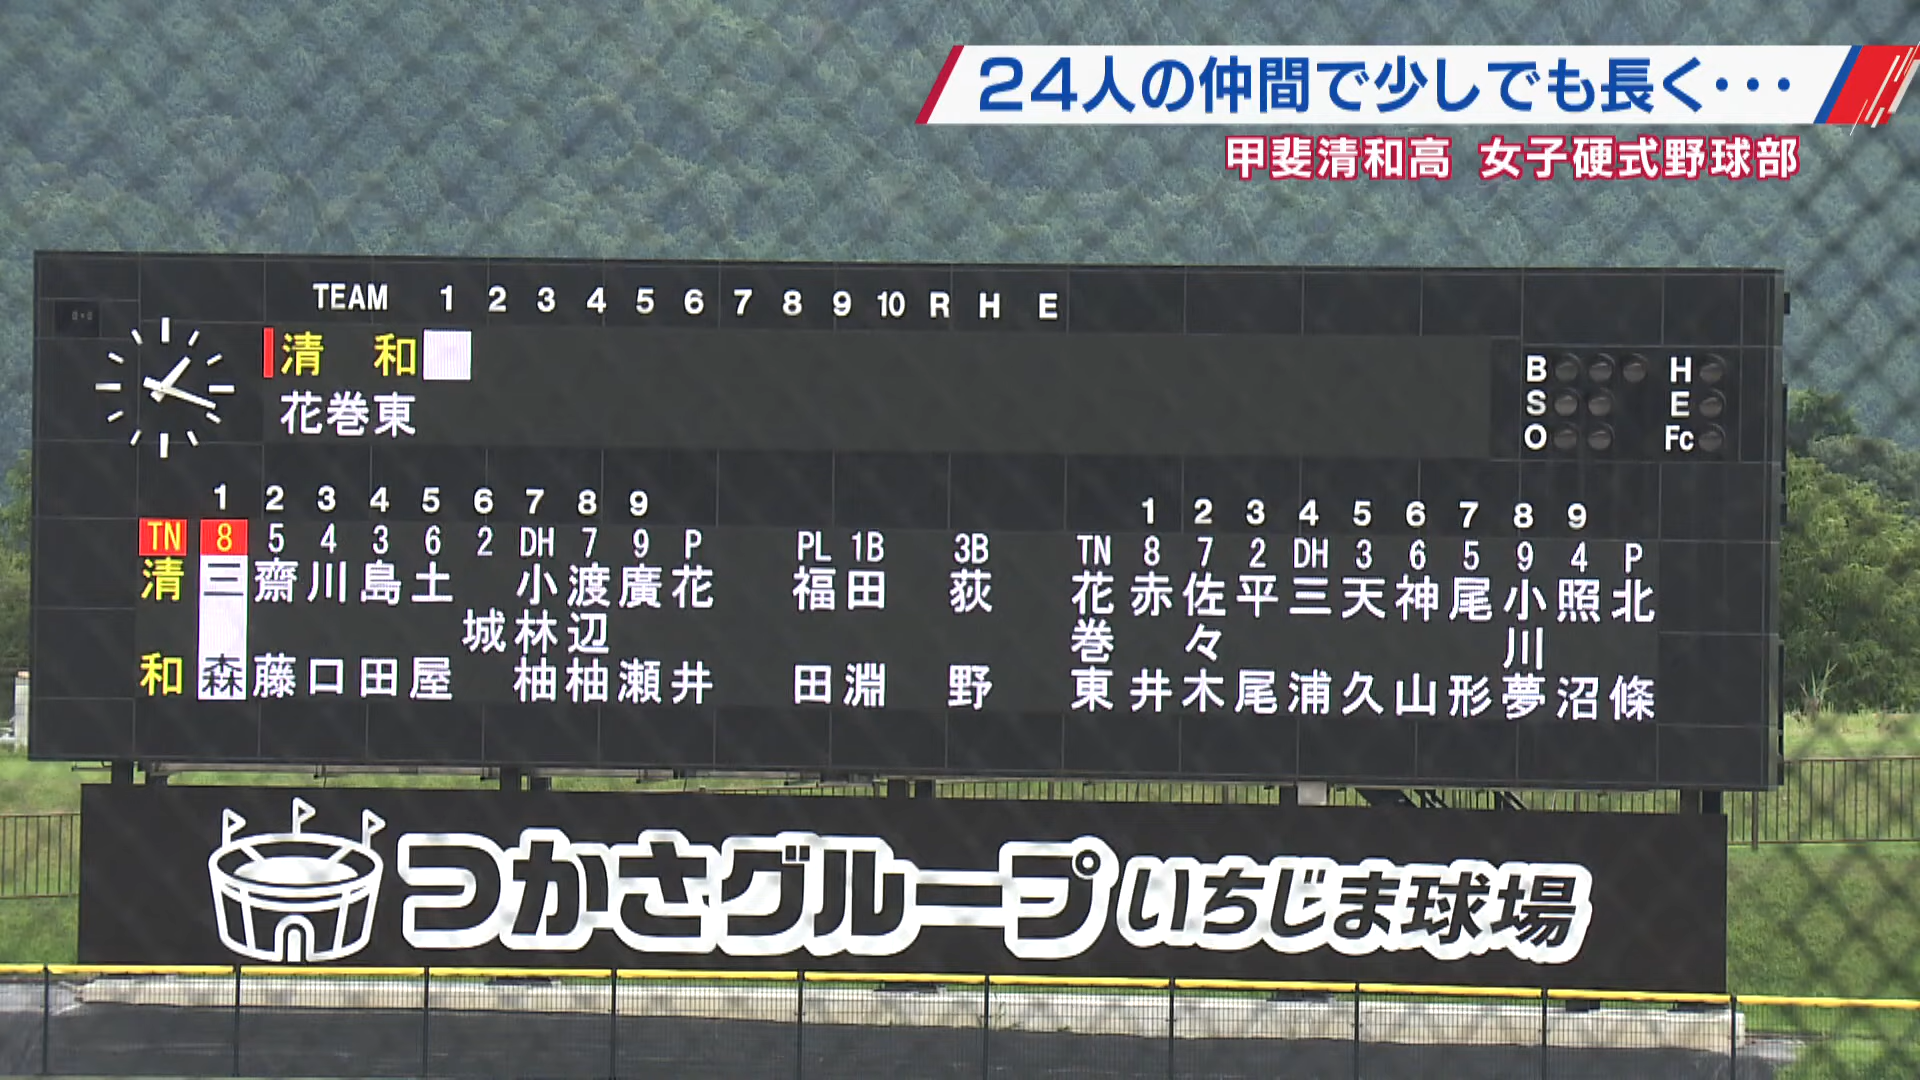 24人の仲間で少しでも長く・・・
甲斐清和高 女子硬式野球部
TEAM 1 2 3 4 5 6 7 8 9 10 R H E
清 和
花巻東
B H
S E
O Fc
1 2 3 4 5 6 7 8 9
TN 8 5 4 3 6 2 DH 7 9 P PL 1B 3B
清和
三森
齋藤
川口
島田
土屋
城
小林柚
渡辺柚
廣瀬
花井
福田
田淵
荻野
1 2 3 4 5 6 7 8 9
TN 8 7 2 DH 3 6 5 9 4 P
花巻東
赤井
佐々木
平尾
三浦
天久
神山
尾形
小川夢
照沼
北條
つかさグループ いちじま球場